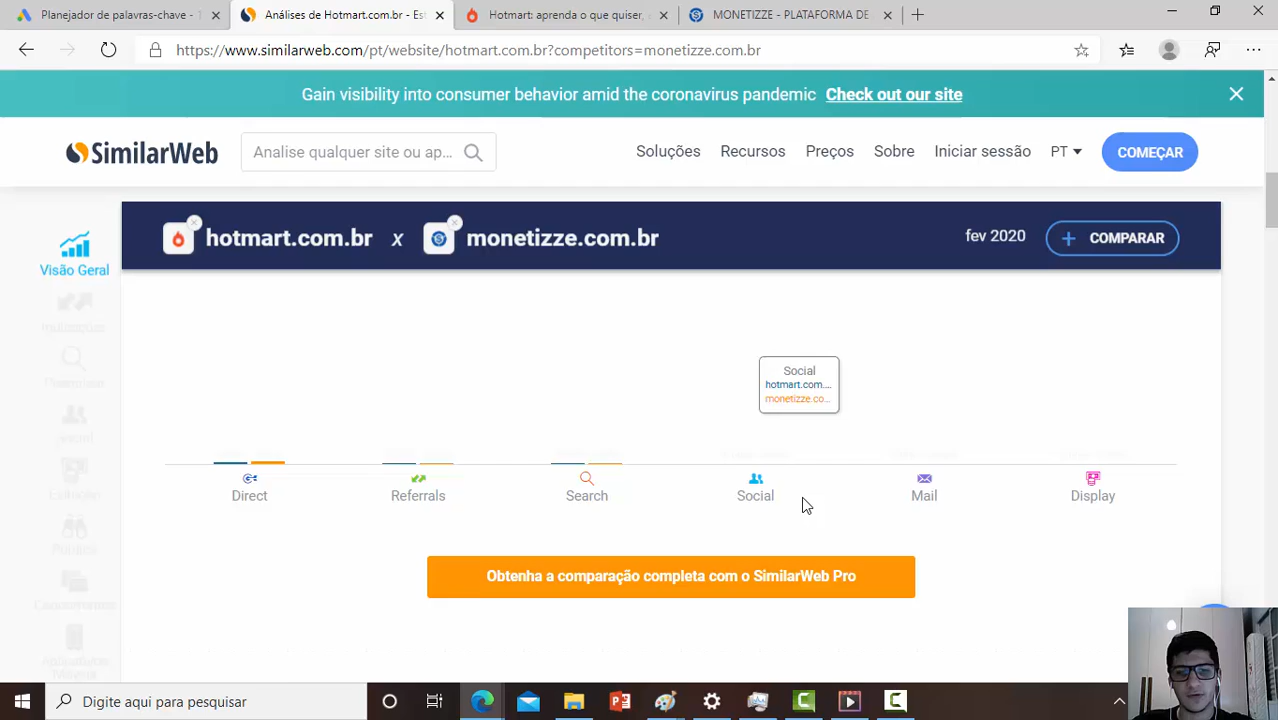 Planejador de palavras-chave - T
Análises de Hotmart.com.br - Es
Hotmart: aprenda o que quiser,
MONETIZZE - PLATAFORMA DE
https://www.similarweb.com/pt/website/hotmart.com.br?competitors=monetizze.com.br
Gain visibility into consumer behavior amid the coronavirus pandemic Check out our site
SimilarWeb
Analise qualquer site ou ap...
Soluções
Recursos
Preços
Sobre
Iniciar sessão
PT
COMEÇAR
hotmart.com.br x monetizze.com.br
fev 2020
+ COMPARAR
Visão Geral
Social
hotmart.com....
monetizze.co...
Direct
Referrals
Search
Social
Mail
Display
Obtenha a comparação completa com o SimilarWeb Pro
Digite aqui para pesquisar